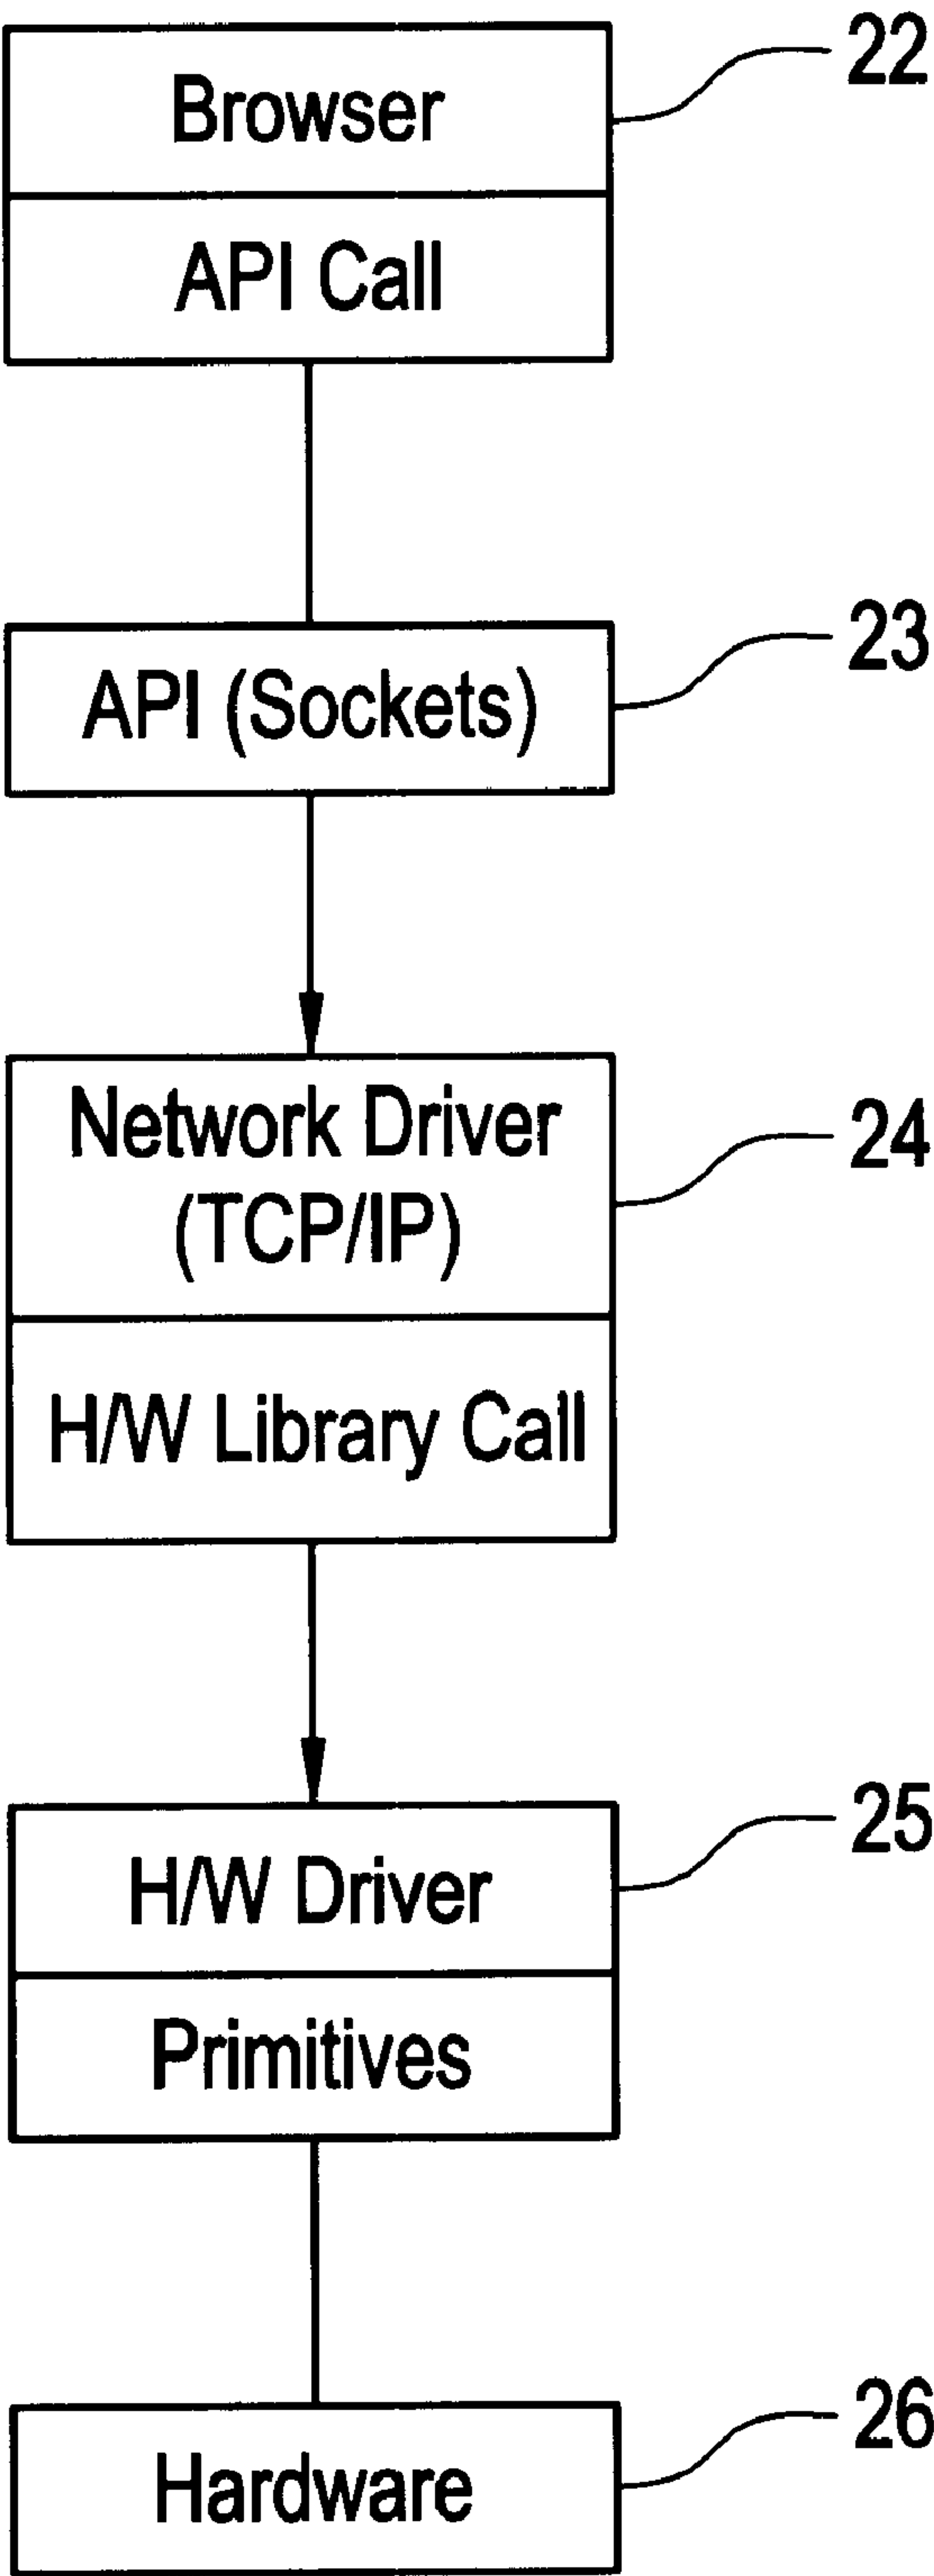 Browser
22
API Call
API (Sockets)
23
Network Driver
(TCP/IP)
24
H/W Library Call
H/W Driver
25
Primitives
Hardware
26